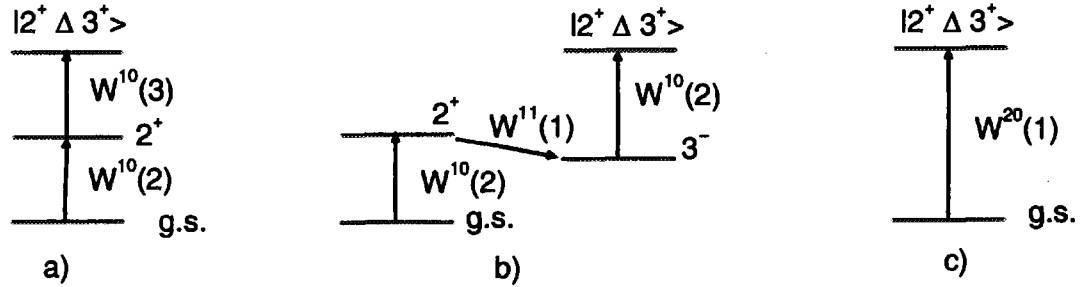 |2⁺ Δ 3⁺>
W¹⁰(3)
2⁺
W¹⁰(2)
g.s.
a)
|2⁺ Δ 3⁺>
W¹⁰(2)
2⁺
W¹¹(1)
3⁻
W¹⁰(2)
g.s.
b)
|2⁺ Δ 3⁺>
W²⁰(1)
g.s.
c)